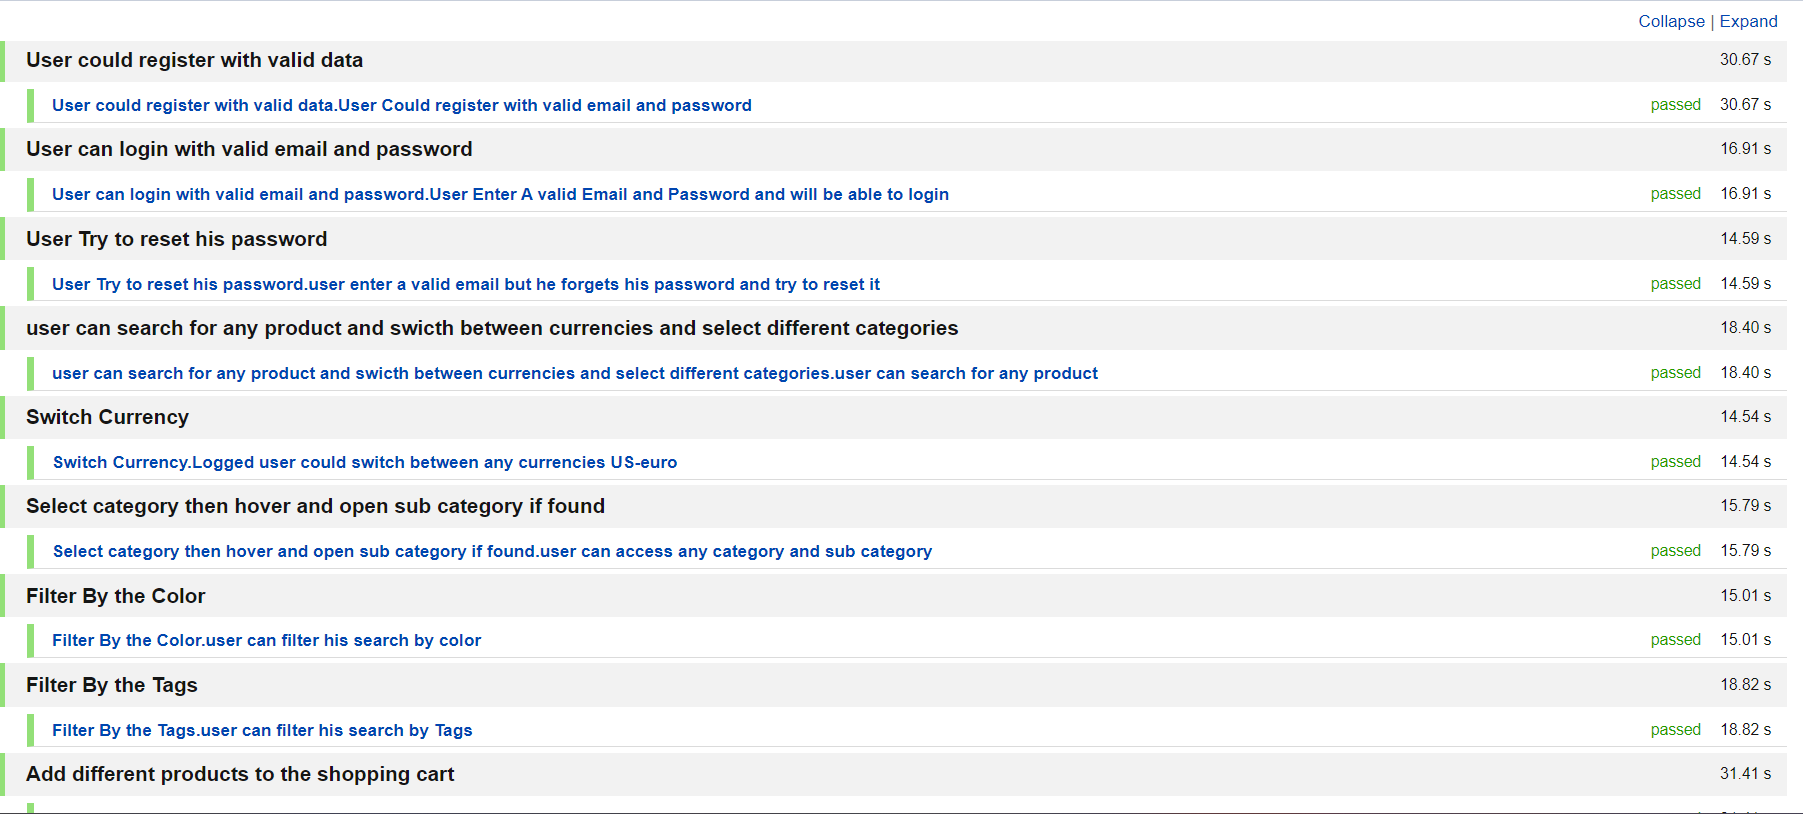 Collapse | Expand
User could register with valid data 30.67 s
User could register with valid data.User Could register with valid email and password passed 30.67 s
User can login with valid email and password 16.91 s
User can login with valid email and password.User Enter A valid Email and Password and will be able to login passed 16.91 s
User Try to reset his password 14.59 s
User Try to reset his password.user enter a valid email but he forgets his password and try to reset it passed 14.59 s
user can search for any product and swicth between currencies and select different categories 18.40 s
user can search for any product and swicth between currencies and select different categories.user can search for any product passed 18.40 s
Switch Currency 14.54 s
Switch Currency.Logged user could switch between any currencies US-euro passed 14.54 s
Select category then hover and open sub category if found 15.79 s
Select category then hover and open sub category if found.user can access any category and sub category passed 15.79 s
Filter By the Color 15.01 s
Filter By the Color.user can filter his search by color passed 15.01 s
Filter By the Tags 18.82 s
Filter By the Tags.user can filter his search by Tags passed 18.82 s
Add different products to the shopping cart 31.41 s